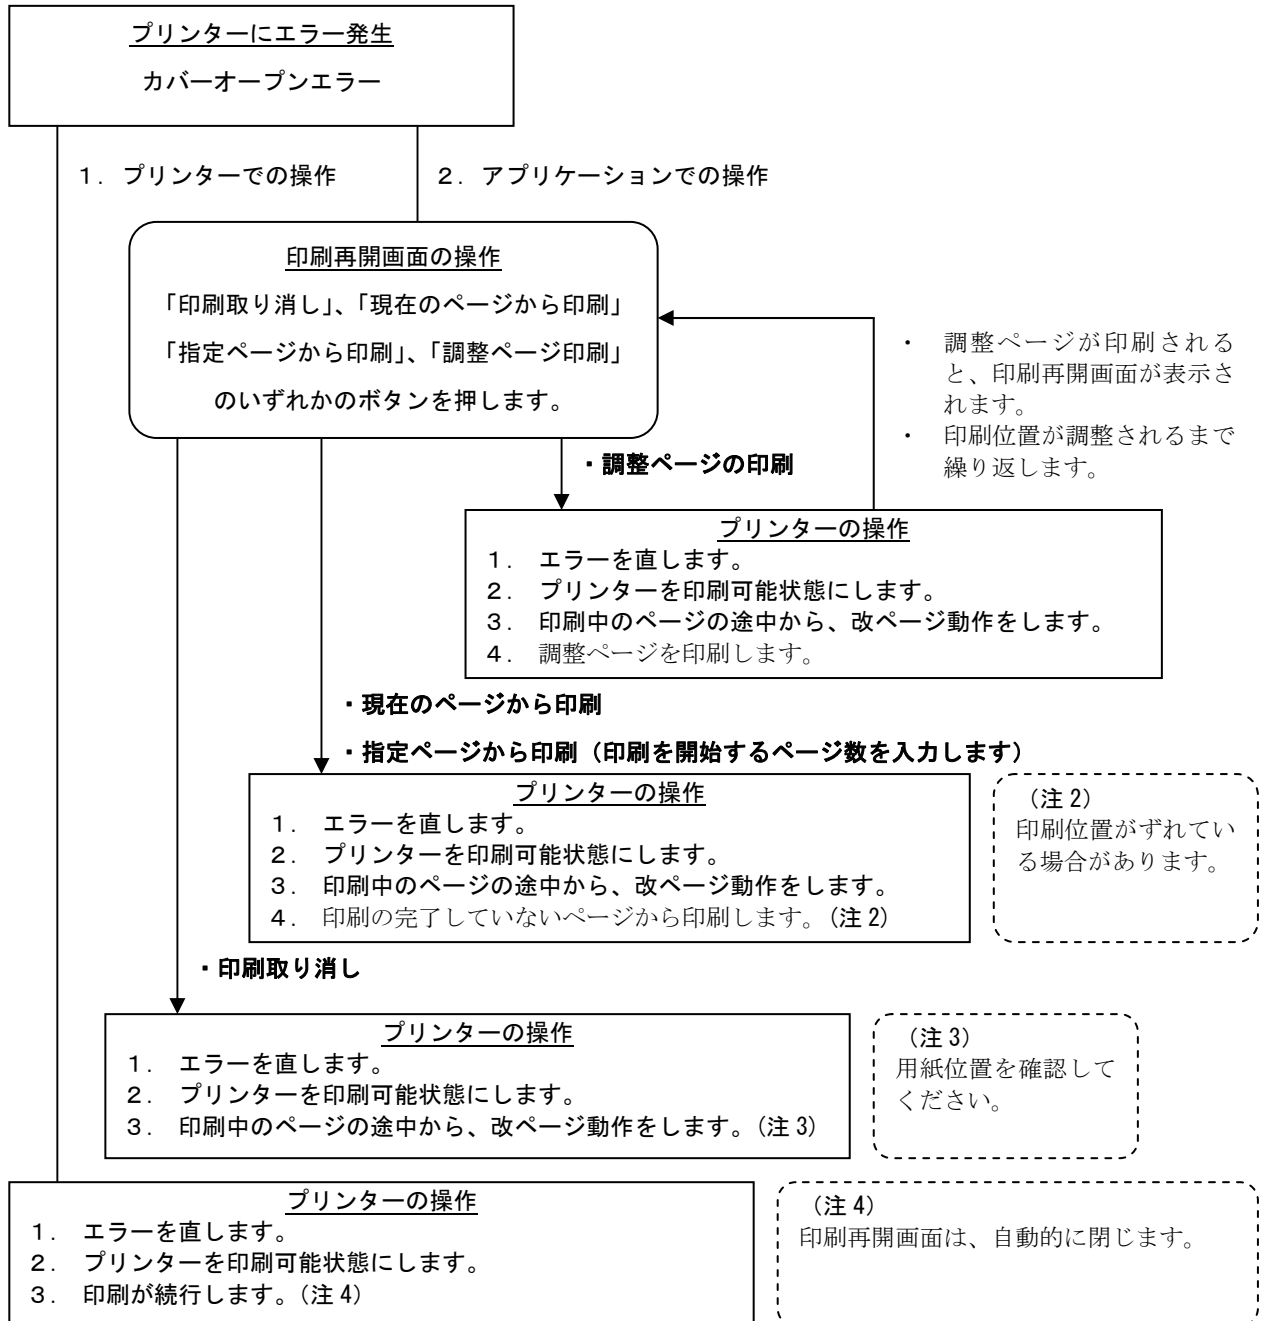 プリンターにエラー発生
カバーオープンエラー
１．プリンターでの操作
２．アプリケーションでの操作
印刷再開画面の操作
「印刷取り消し」、「現在のページから印刷」
「指定ページから印刷」、「調整ページ印刷」
のいずれかのボタンを押します。
・ 調整ページが印刷される
と、印刷再開画面が表示さ
れます。
・ 印刷位置が調整されるまで
繰り返します。
・調整ページの印刷
プリンターの操作
１． エラーを直します。
２． プリンターを印刷可能状態にします。
３． 印刷中のページの途中から、改ページ動作をします。
４． 調整ページを印刷します。
・現在のページから印刷
・指定ページから印刷（印刷を開始するページ数を入力します）
プリンターの操作
１． エラーを直します。
２． プリンターを印刷可能状態にします。
３． 印刷中のページの途中から、改ページ動作をします。
４． 印刷の完了していないページから印刷します。（注2）
（注2）
印刷位置がずれてい
る場合があります。
・印刷取り消し
プリンターの操作
１． エラーを直します。
２． プリンターを印刷可能状態にします。
３． 印刷中のページの途中から、改ページ動作をします。（注3）
（注3）
用紙位置を確認して
ください。
プリンターの操作
１． エラーを直します。
２． プリンターを印刷可能状態にします。
３． 印刷が続行します。（注4）
（注4）
印刷再開画面は、自動的に閉じます。